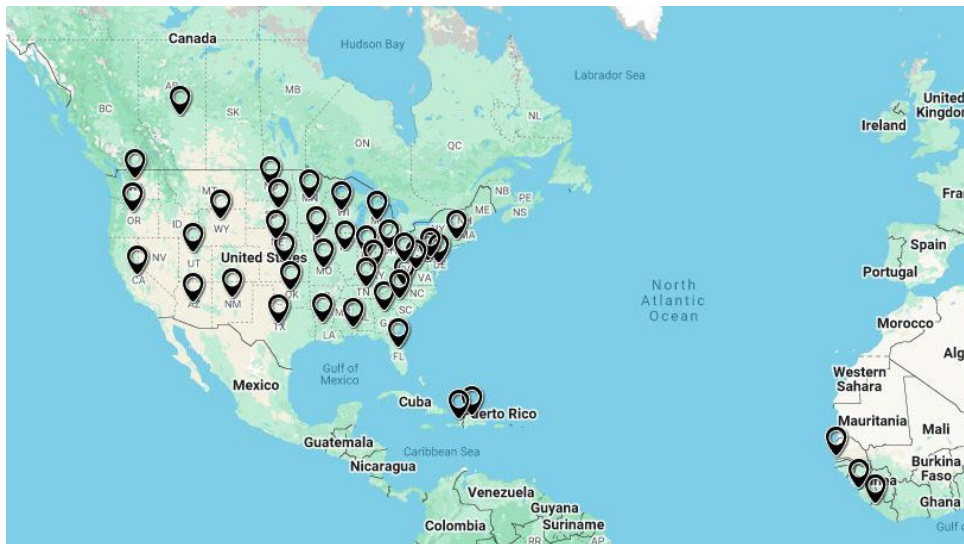 Canada
Hudson Bay
Labrador Sea
United
Kingdom
Ireland
BC
SK
MB
ON
QC
NL
NB
PE
NS
ME
MT
OR
ID
WY
NV
UT
CA
United States
MO
OK
NM
TX
LA
TN
VA
NC
SC
FL
DE
MA
WI
MN
Spain
Portugal
North
Atlantic
Ocean
Morocco
Western
Sahara
Mauritania
Mali
Burkina
Faso
Ghana
Mexico
Gulf of
Mexico
Cuba
Puerto Rico
Guatemala
Caribbean Sea
Nicaragua
Venezuela
Guyana
Colombia
Suriname
RR
AP